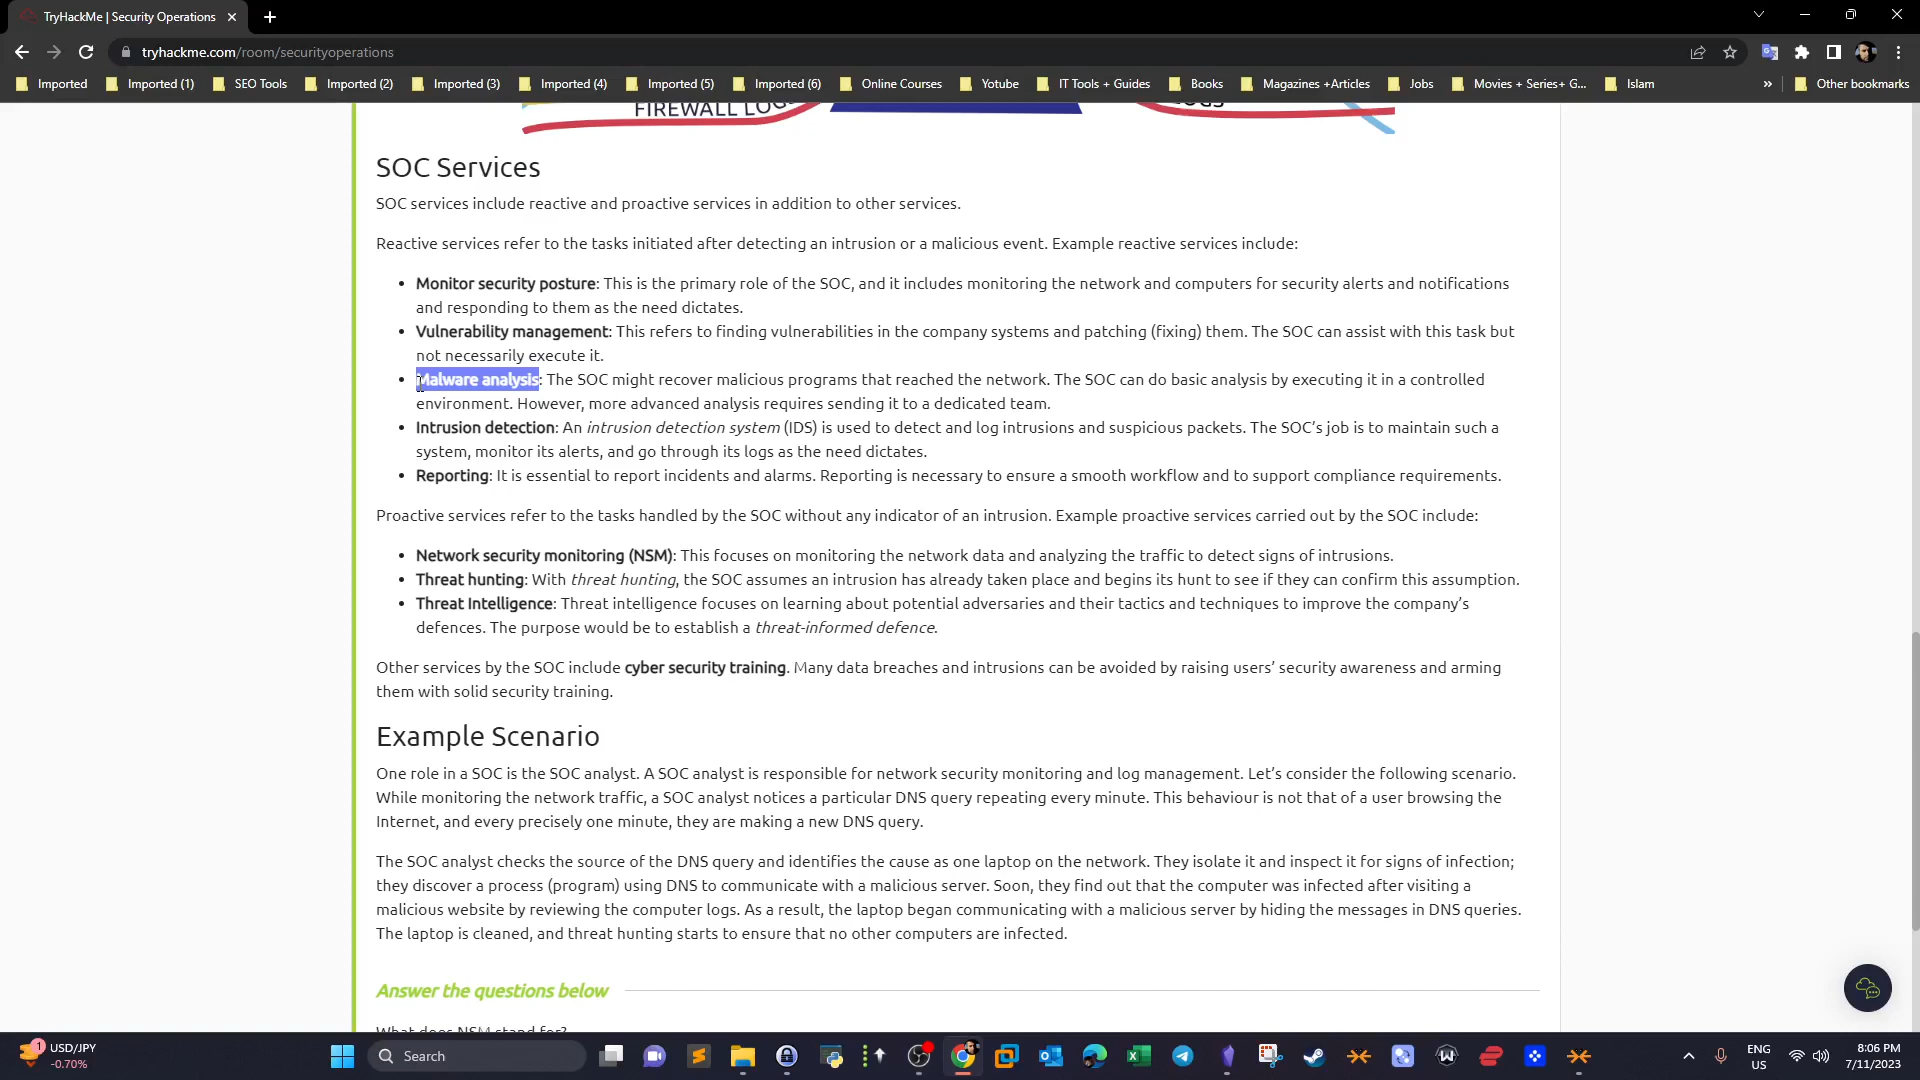 TryHackMe | Security Operations
tryhackme.com/room/securityoperations
Imported
Imported (1)
SEO Tools
Imported (2)
Imported (3)
Imported (4)
Imported (5)
Imported (6)
Online Courses
Yotube
IT Tools + Guides
Books
Magazines +Articles
Jobs
Movies + Series+ G...
Islam
»
Other bookmarks
FIREWALL LOGS
SOC Services
SOC services include reactive and proactive services in addition to other services.
Reactive services refer to the tasks initiated after detecting an intrusion or a malicious event. Example reactive services include:
• Monitor security posture: This is the primary role of the SOC, and it includes monitoring the network and computers for security alerts and notifications
and responding to them as the need dictates.
• Vulnerability management: This refers to finding vulnerabilities in the company systems and patching (fixing) them. The SOC can assist with this task but
not necessarily execute it.
• Malware analysis: The SOC might recover malicious programs that reached the network. The SOC can do basic analysis by executing it in a controlled
environment. However, more advanced analysis requires sending it to a dedicated team.
• Intrusion detection: An intrusion detection system (IDS) is used to detect and log intrusions and suspicious packets. The SOC’s job is to maintain such a
system, monitor its alerts, and go through its logs as the need dictates.
• Reporting: It is essential to report incidents and alarms. Reporting is necessary to ensure a smooth workflow and to support compliance requirements.
Proactive services refer to the tasks handled by the SOC without any indicator of an intrusion. Example proactive services carried out by the SOC include:
• Network security monitoring (NSM): This focuses on monitoring the network data and analyzing the traffic to detect signs of intrusions.
• Threat hunting: With threat hunting, the SOC assumes an intrusion has already taken place and begins its hunt to see if they can confirm this assumption.
• Threat Intelligence: Threat intelligence focuses on learning about potential adversaries and their tactics and techniques to improve the company’s
defences. The purpose would be to establish a threat-informed defence.
Other services by the SOC include cyber security training. Many data breaches and intrusions can be avoided by raising users’ security awareness and arming
them with solid security training.
Example Scenario
One role in a SOC is the SOC analyst. A SOC analyst is responsible for network security monitoring and log management. Let’s consider the following scenario.
While monitoring the network traffic, a SOC analyst notices a particular DNS query repeating every minute. This behaviour is not that of a user browsing the
Internet, and every precisely one minute, they are making a new DNS query.
The SOC analyst checks the source of the DNS query and identifies the cause as one laptop on the network. They isolate it and inspect it for signs of infection;
they discover a process (program) using DNS to communicate with a malicious server. Soon, they find out that the computer was infected after visiting a
malicious website by reviewing the computer logs. As a result, the laptop began communicating with a malicious server by hiding the messages in DNS queries.
The laptop is cleaned, and threat hunting starts to ensure that no other computers are infected.
Answer the questions below
What does NSM stand for?
1
USD/JPY
-0.70%
Search
ENG
US
8:06 PM
7/11/2023